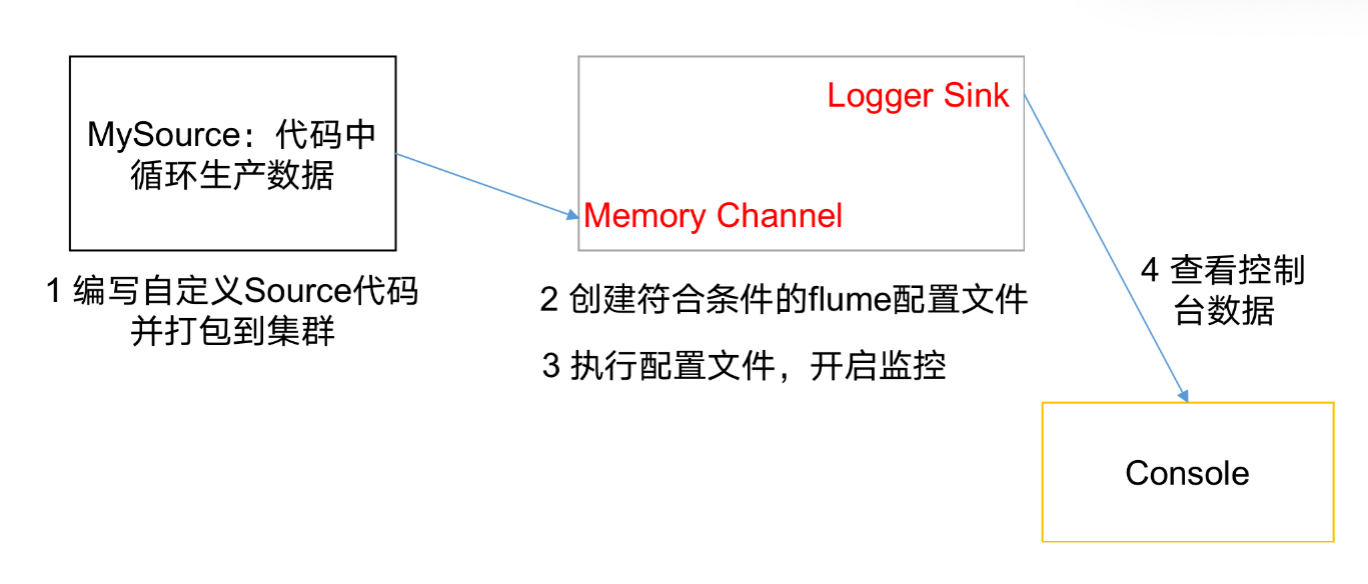 MySource：代码中
循环生产数据
Logger Sink
Memory Channel
1 编写自定义Source代码
并打包到集群
2 创建符合条件的flume配置文件
3 执行配置文件，开启监控
4 查看控制
台数据
Console